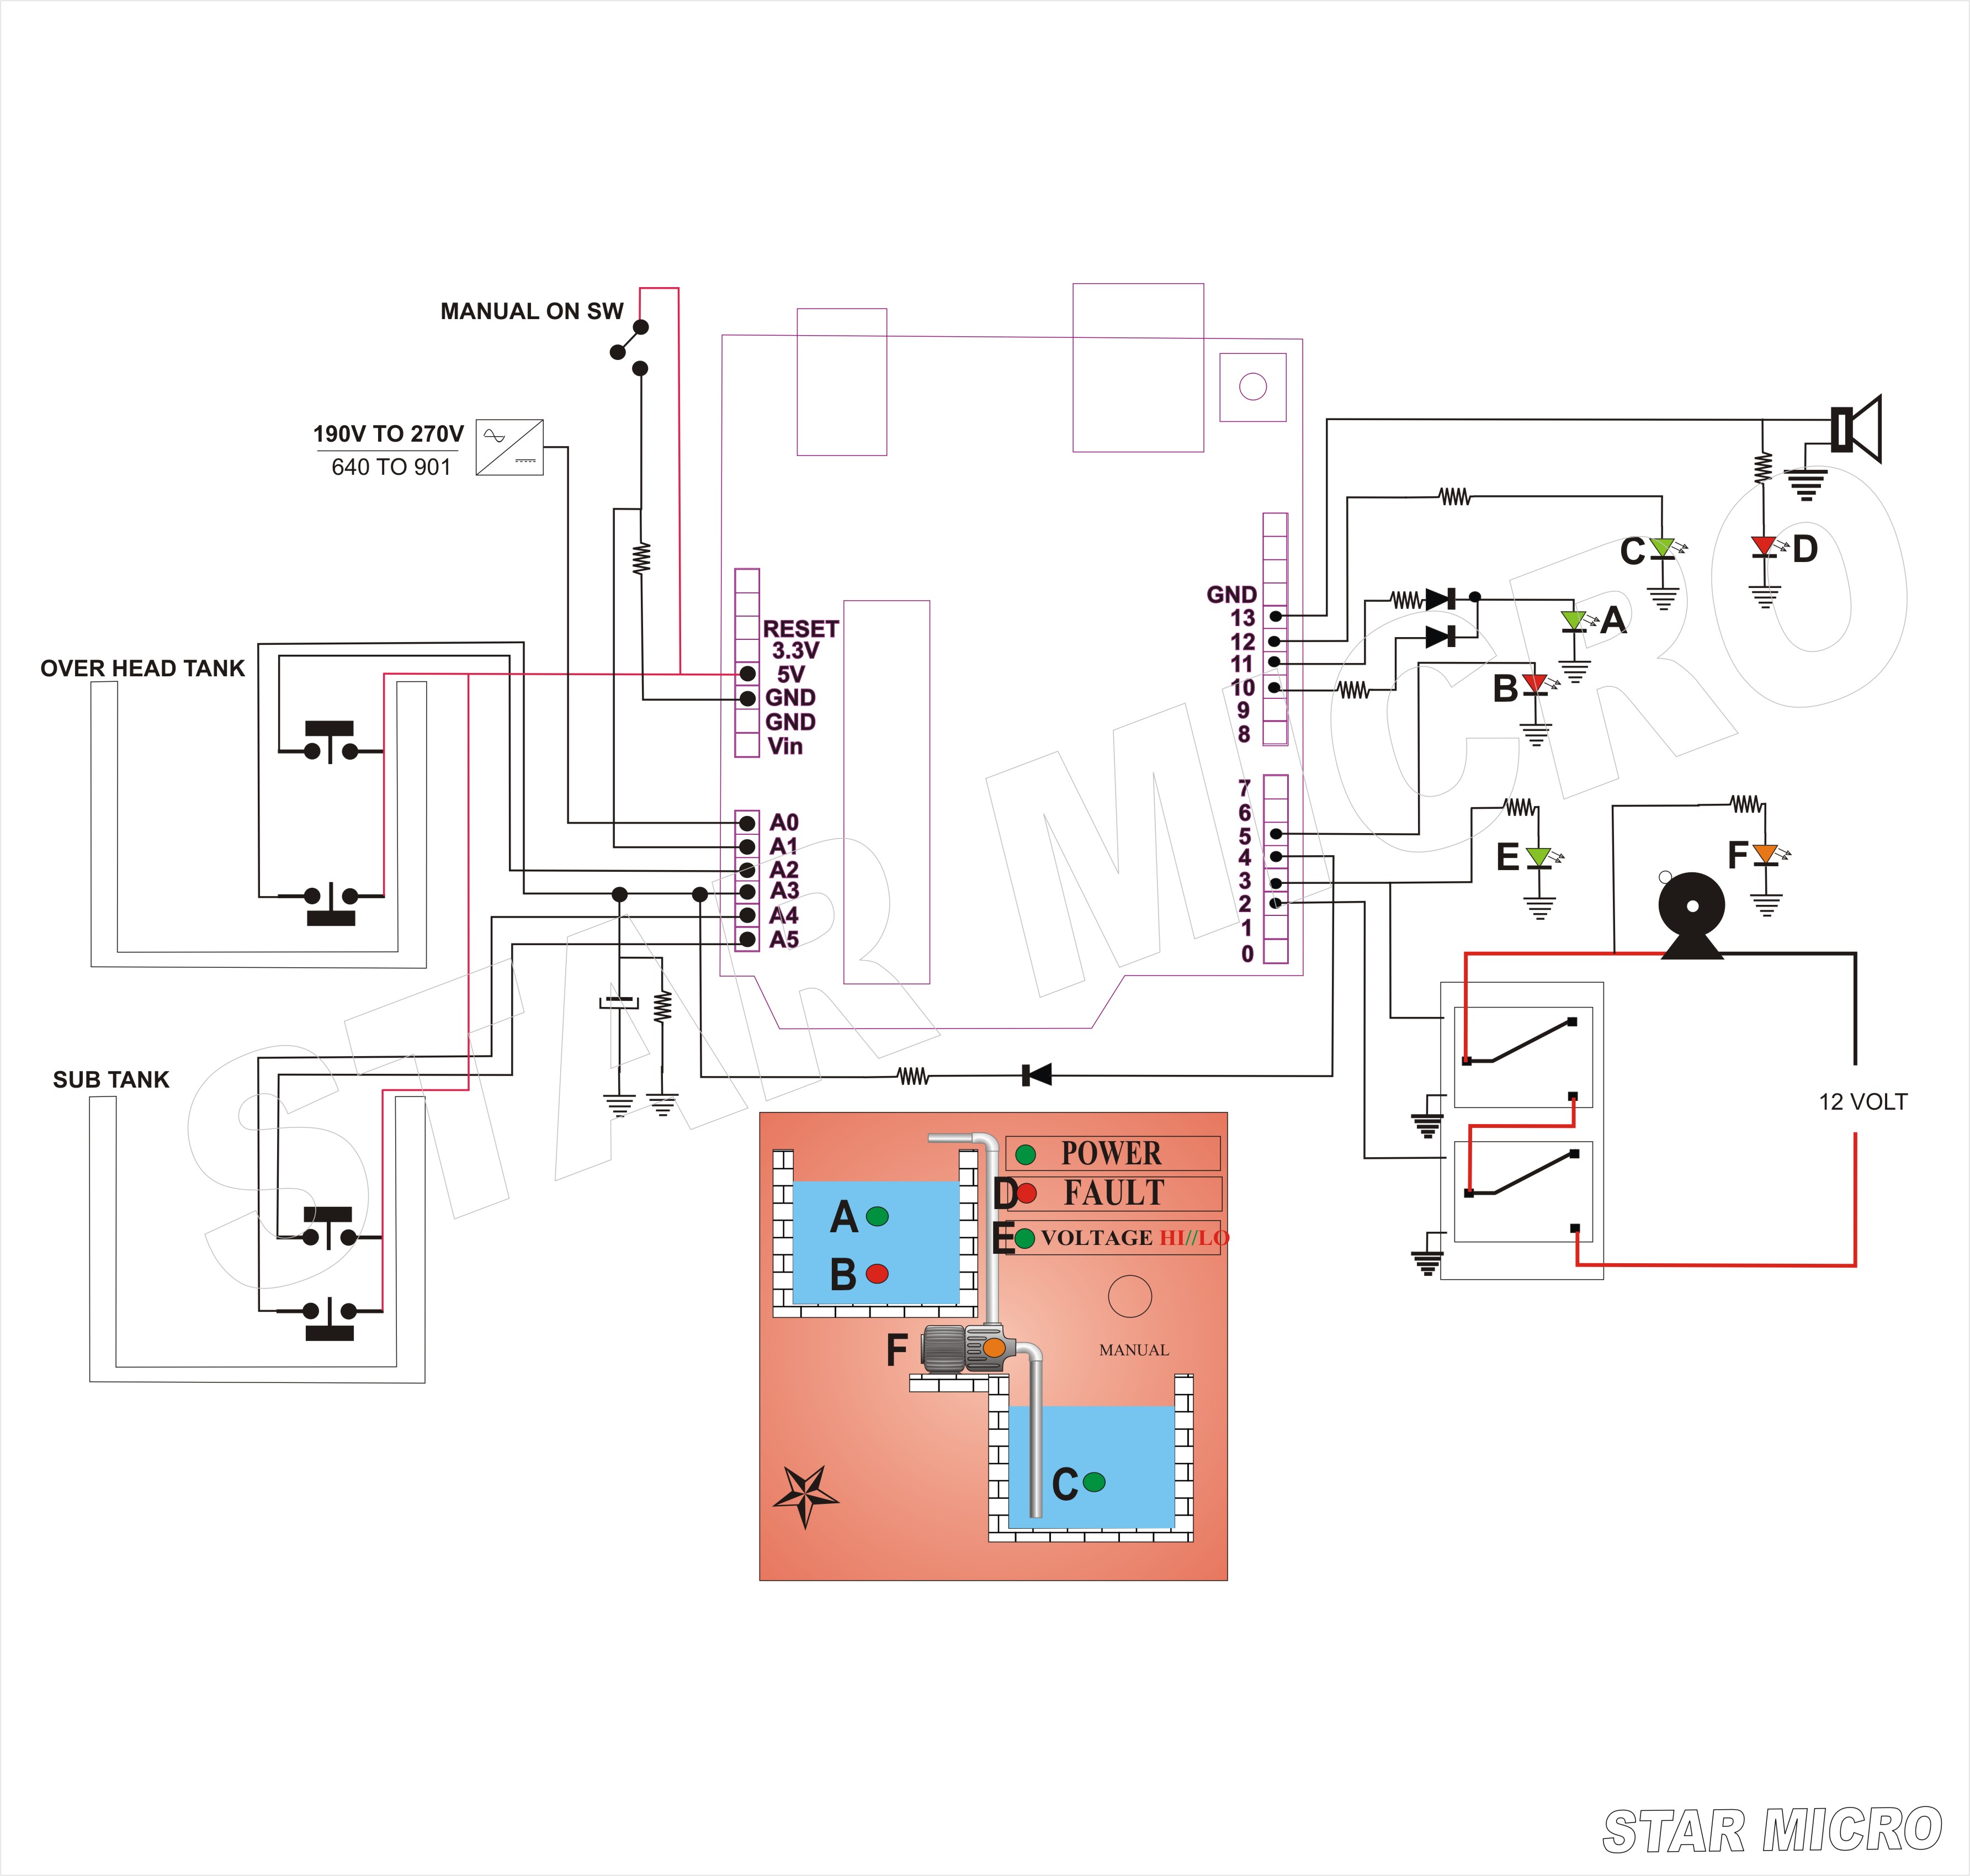 MANUAL ON SW
190V TO 270V
640 TO 901
OVER HEAD TANK
SUB TANK
RESET
3.3V
5V
GND
GND
Vin
A0
A1
A2
A3
A4
A5
GND
13
12
11
10
9
8
7
6
5
4
3
2
1
0
C
D
A
B
E
F
12 VOLT
STAR MICRO
POWER
D FAULT
E VOLTAGE HI//LO
A
B
F
MANUAL
C
STAR MICRO